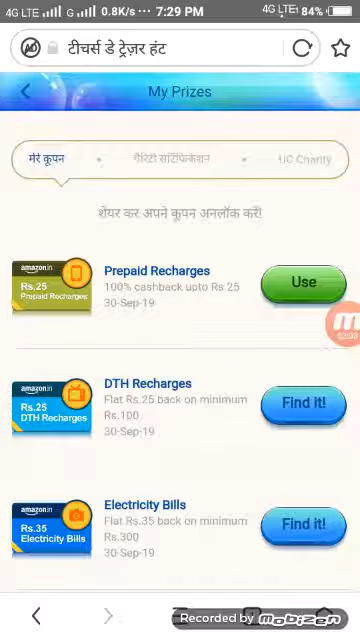 4G LTE G 0.8K/s ··· 7:29 PM 4G LTE 84%
टीचर्स डे ट्रेज़र हंट
My Prizes
मेरे कूपन • गैरिटी सर्टिफिकेशन • UC Charity
शेयर कर अपने कूपन अनलॉक करें!
amazon.in
Rs.25
Prepaid Recharges
Prepaid Recharges
100% cashback upto Rs.25
30-Sep-19
Use
amazon.in
Rs.25
DTH Recharges
DTH Recharges
Flat Rs.25 back on minimum
Rs.100
30-Sep-19
Find it!
amazon.in
Rs.35
Electricity Bills
Electricity Bills
Flat Rs.35 back on minimum
Rs.300
30-Sep-19
Find it!
Recorded by MOBIZEN